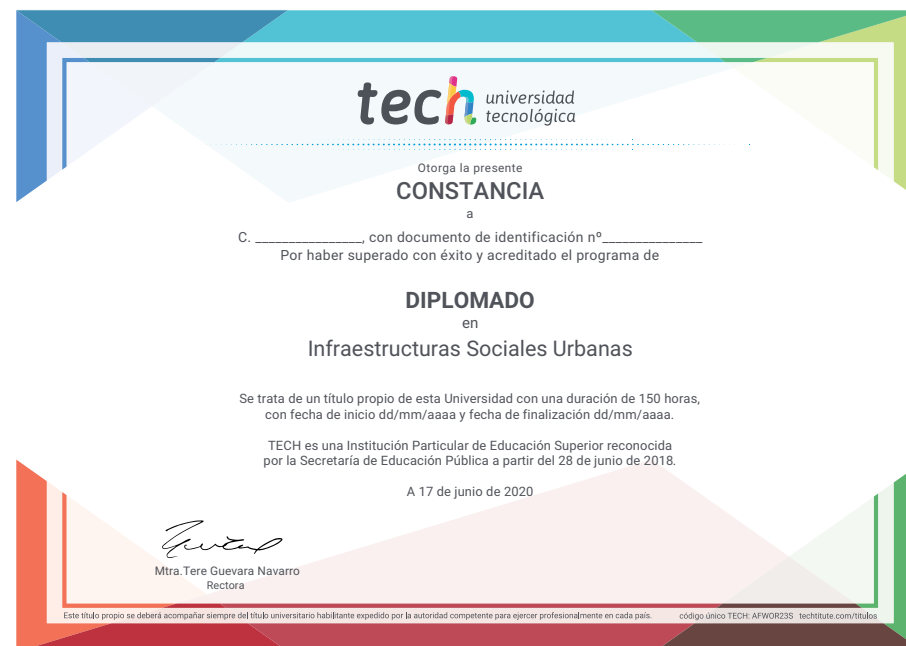 tech universidad
tecnológica
Otorga la presente
CONSTANCIA
a
C. ________________, con documento de identificación nº_______________
Por haber superado con éxito y acreditado el programa de
DIPLOMADO
en
Infraestructuras Sociales Urbanas
Se trata de un título propio de esta Universidad con una duración de 150 horas,
con fecha de inicio dd/mm/aaaa y fecha de finalización dd/mm/aaaa.
TECH es una Institución Particular de Educación Superior reconocida
por la Secretaría de Educación Pública a partir del 28 de junio de 2018.
A 17 de junio de 2020
Mtra.Tere Guevara Navarro
Rectora
Este título propio se deberá acompañar siempre del título universitario habilitante expedido por la autoridad competente para ejercer profesionalmente en cada país. código único TECH: AFWOR23S techtitute.com/titulos